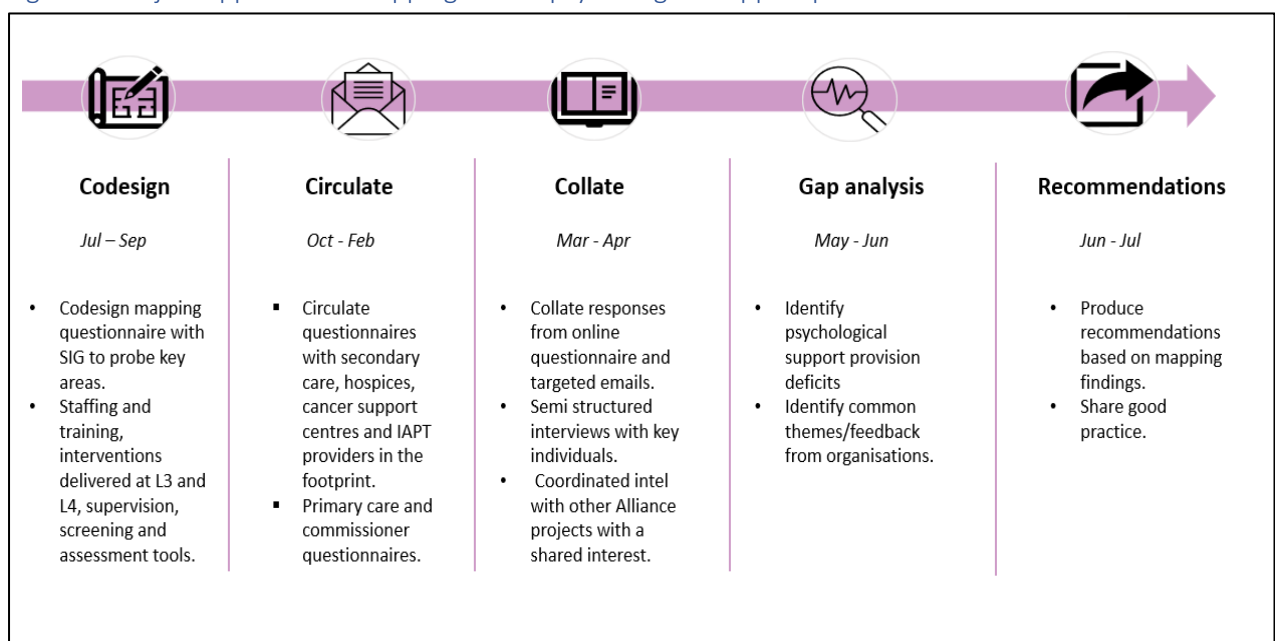 Codesign
Jul – Sep
• Codesign mapping
questionnaire with
SIG to probe key
areas.
• Staffing and
training,
interventions
delivered at L3 and
L4, supervision,
screening and
assessment tools.
Circulate
Oct - Feb
▪ Circulate
questionnaires
with secondary
care, hospices,
cancer support
centres and IAPT
providers in the
footprint.
▪ Primary care and
commissioner
questionnaires.
Collate
Mar - Apr
• Collate responses
from online
questionnaire and
targeted emails.
• Semi structured
interviews with key
individuals.
• Coordinated intel
with other Alliance
projects with a
shared interest.
Gap analysis
May - Jun
• Identify
psychological
support provision
deficits
• Identify common
themes/feedback
from organisations.
Recommendations
Jun - Jul
• Produce
recommendations
based on mapping
findings.
• Share good
practice.